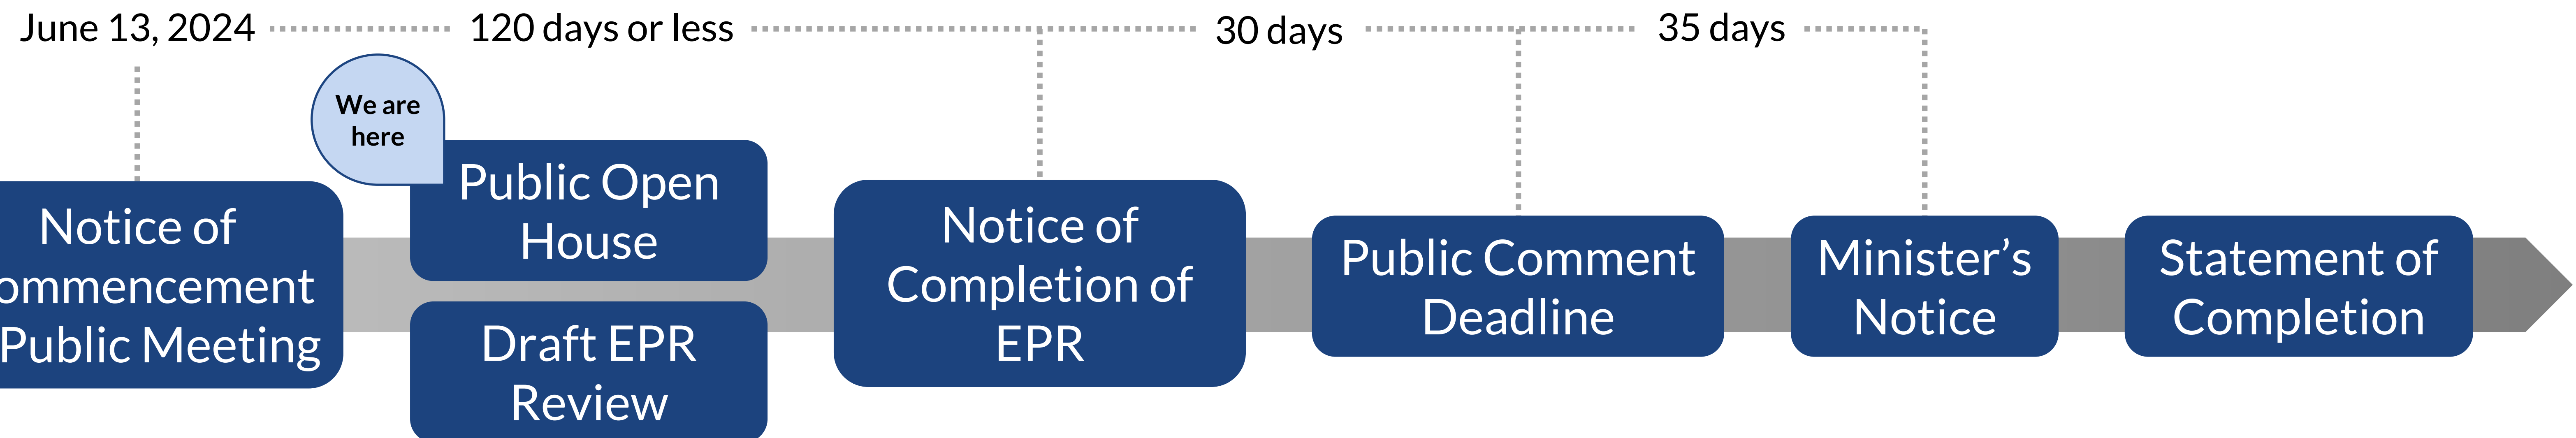 June 13, 2024
120 days or less
30 days
35 days
We are
here
Notice of
ommencement
Public Meeting
Public Open
House
Draft EPR
Review
Notice of
Completion of
EPR
Public Comment
Deadline
Minister’s
Notice
Statement of
Completion